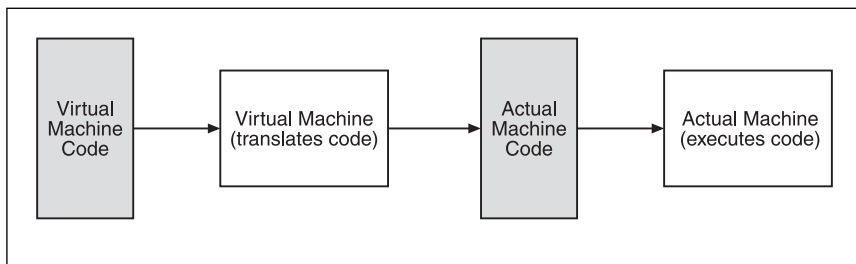 Virtual
Machine
Code
Virtual Machine
(translates code)
Actual
Machine
Code
Actual Machine
(executes code)